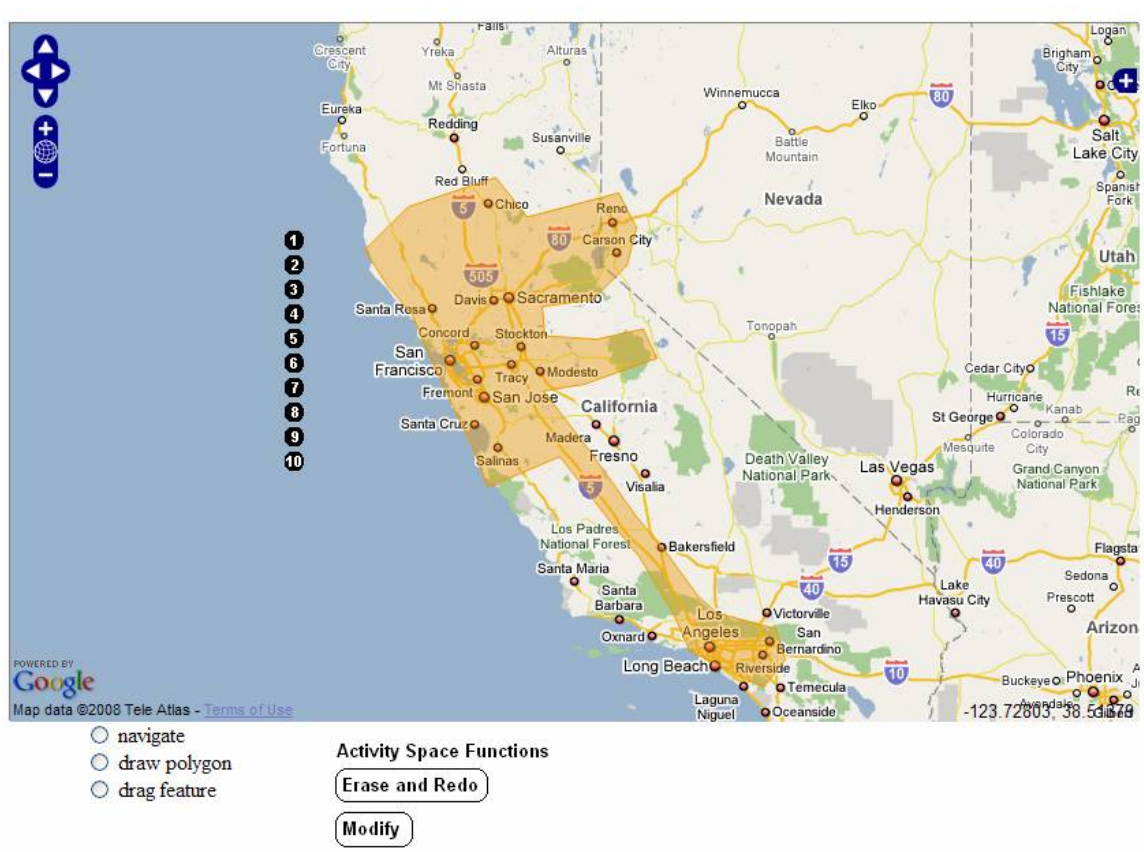 Falls
Logan
Crescent
City
Yreka
Alturas
Brigham
City
Mt Shasta
Winnemucca
Elko
80
Eureka
Redding
Salt
Lake City
Fortuna
Susanville
Battle
Mountain
Red Bluff
Spanish
Fork
5
Chico
Reno
Nevada
1
80
Carson City
2
505
Utah
3
Davis
Sacramento
Fishlake
National Fores
4
Santa Rosa
5
Concord
Stockton
Tonopah
15
San
Francisco
6
Tracy
Modesto
Cedar City
7
Fremont
San Jose
California
Hurricane
Kanab
8
St George
Santa Cruz
9
Madera
Colorado
City
Mesquite
10
Salinas
Fresno
Death Valley
National Park
Las Vegas
Grand Canyon
National Park
5
Visalia
Henderson
Los Padres
National Forest
Bakersfield
15
40
Flagsta
Santa Maria
Sedona
Santa
Barbara
40
Lake
Havasu City
Prescott
Los
Angeles
Victorville
Oxnard
San
Bernardino
Arizon
Long Beach
Riverside
10
POWERED BY
Google
Temecula
Buckeye
Phoenix
Laguna
Niguel
Oceanside
Map data ©2008 Tele Atlas - Terms of Use
navigate
draw polygon
drag feature
Activity Space Functions
Erase and Redo
Modify